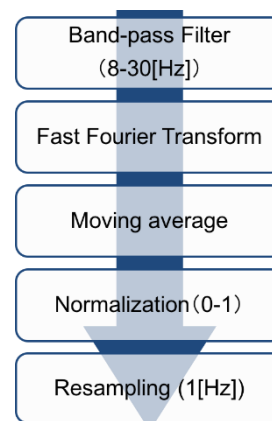 Band-pass Filter
（8-30[Hz]）
Fast Fourier Transform
Moving average
Normalization（0-1）
Resampling (1[Hz])